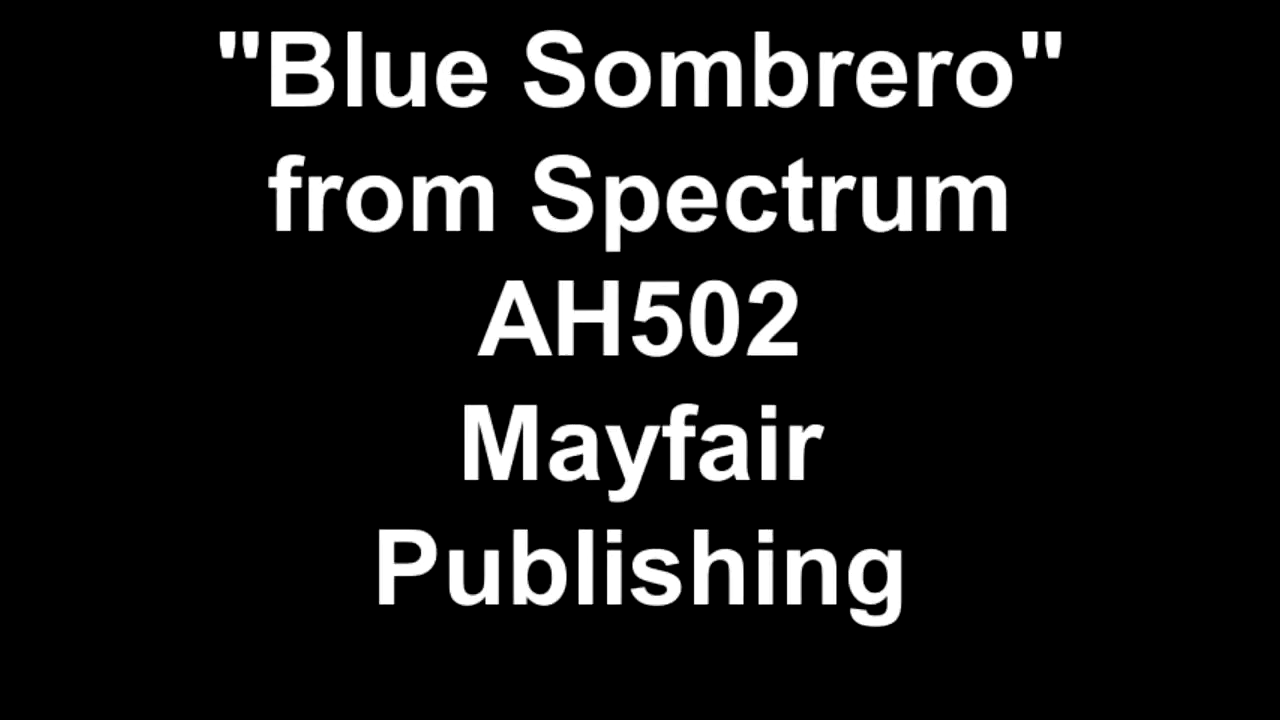 "Blue Sombrero"
from Spectrum
AH502
Mayfair
Publishing